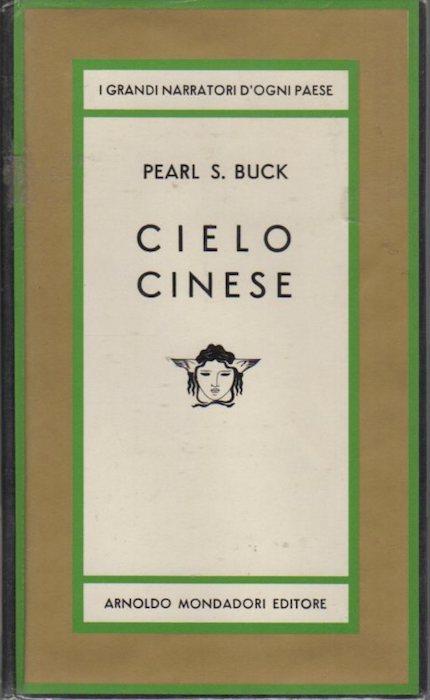 I GRANDI NARRATORI D'OGNI PAESE
PEARL S. BUCK
CIELO
CINESE
ARNOLDO MONDADORI EDITORE